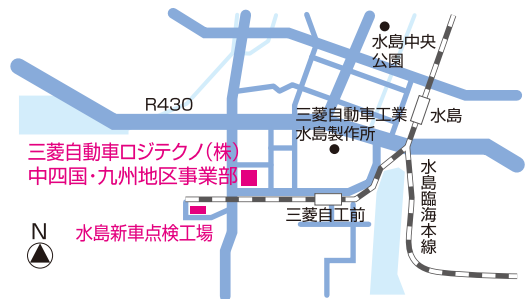 水島中央
公園
R430
三菱自動車工業
水島製作所
水島
三菱自動車ロジテクノ(株)
中四国・九州地区事業部
水島臨海本線
三菱自工前
水島新車点検工場
N